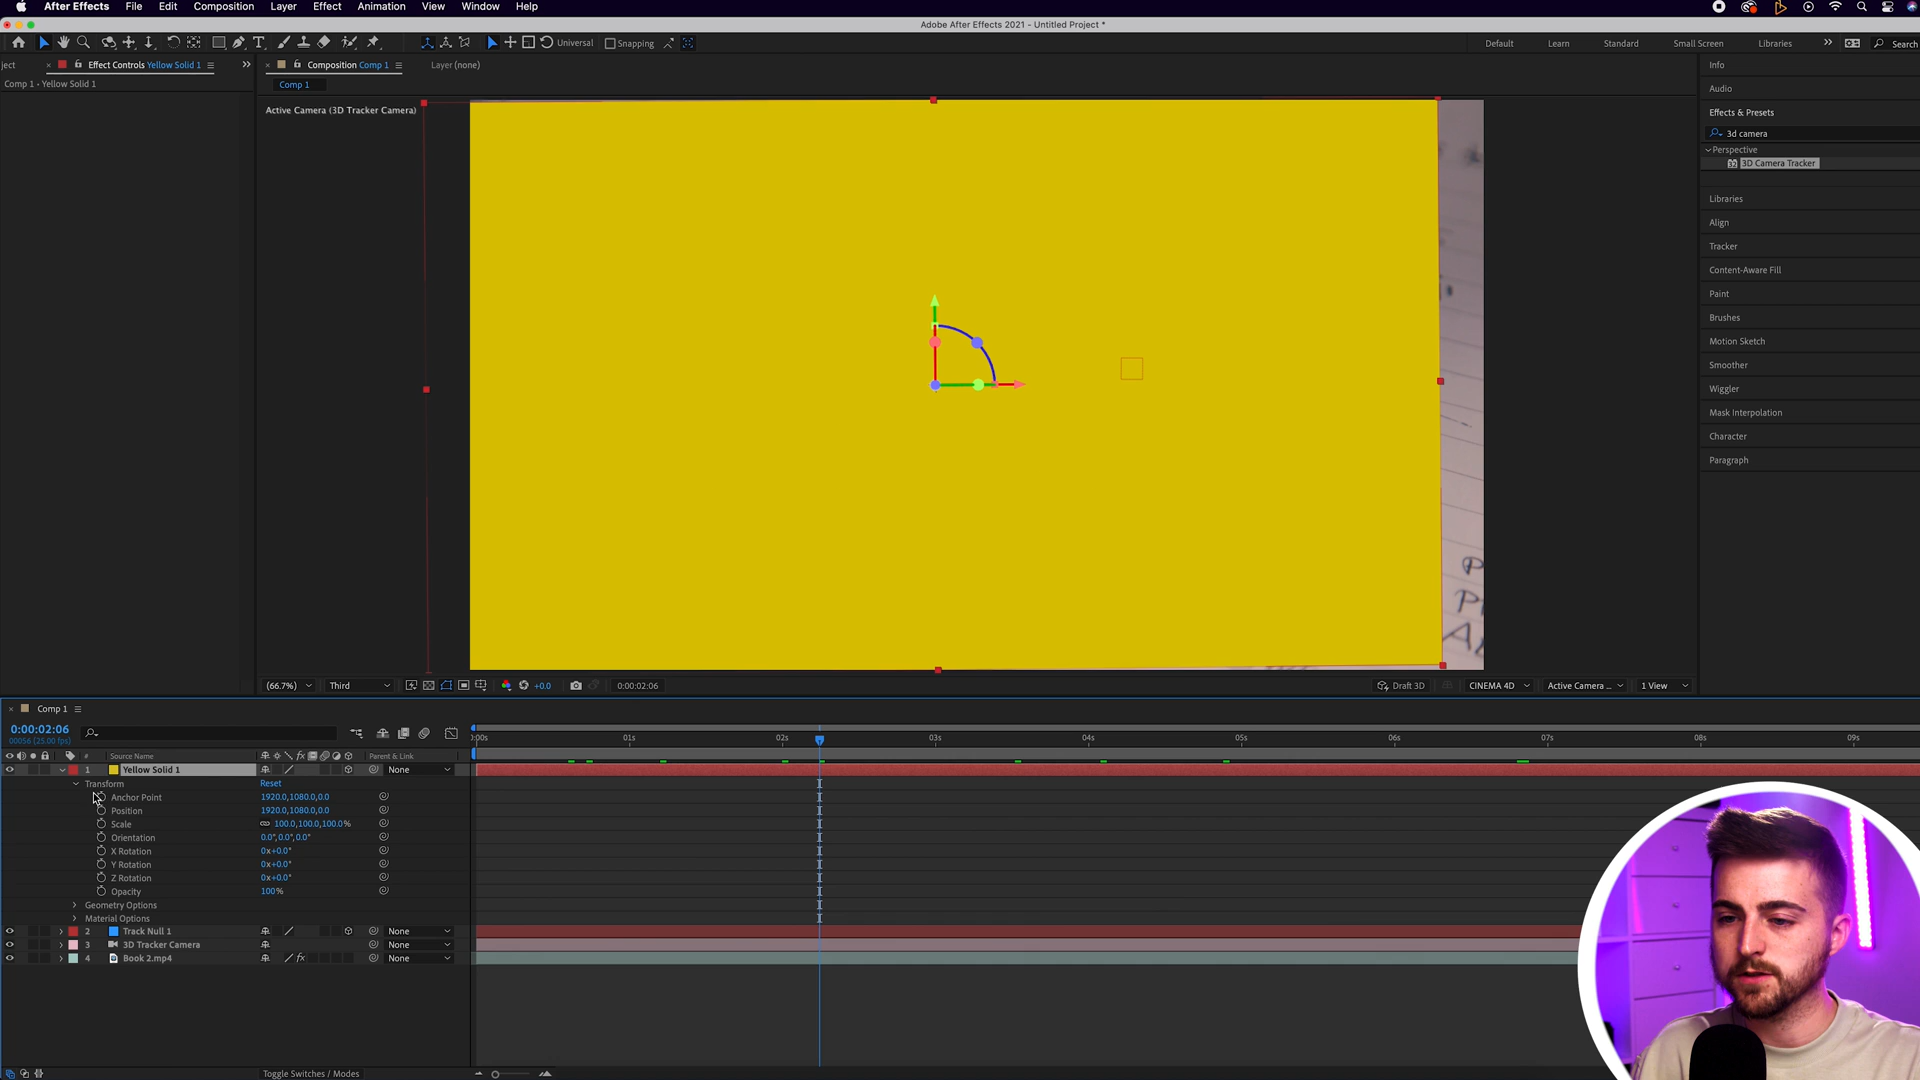 After Effects File Edit Composition Layer Effect Animation View Window Help
Adobe After Effects 2021 - Untitled Project *
Universal Snapping Default Learn Standard Small Screen Libraries Search
ject Effect Controls Yellow Solid 1 Composition Comp 1 Layer (none)
Comp 1 • Yellow Solid 1
Comp 1
Active Camera (3D Tracker Camera)
Info
Audio
Effects & Presets
3d camera
Perspective
3D Camera Tracker
Libraries
Align
Tracker
Content-Aware Fill
Paint
Brushes
Motion Sketch
Smoother
Wiggler
Mask Interpolation
Character
Paragraph
(66.7%) Third +0.0 0:00:02:06 Draft 3D CINEMA 4D Active Camera ... 1 View
Comp 1
0:00:02:06
00056 (25.00 fps)
:00s 01s 02s 03s 04s 05s 06s 07s 08s 09s
# Source Name Parent & Link
1 Yellow Solid 1 None
Transform Reset
Anchor Point 1920.0,1080.0,0.0
Position 1920.0,1080.0,0.0
Scale 100.0,100.0,100.0%
Orientation 0.0°,0.0°,0.0°
X Rotation 0x+0.0°
Y Rotation 0x+0.0°
Z Rotation 0x+0.0°
Opacity 100%
Geometry Options
Material Options
2 Track Null 1 None
3 3D Tracker Camera None
4 Book 2.mp4 fx None
Toggle Switches / Modes